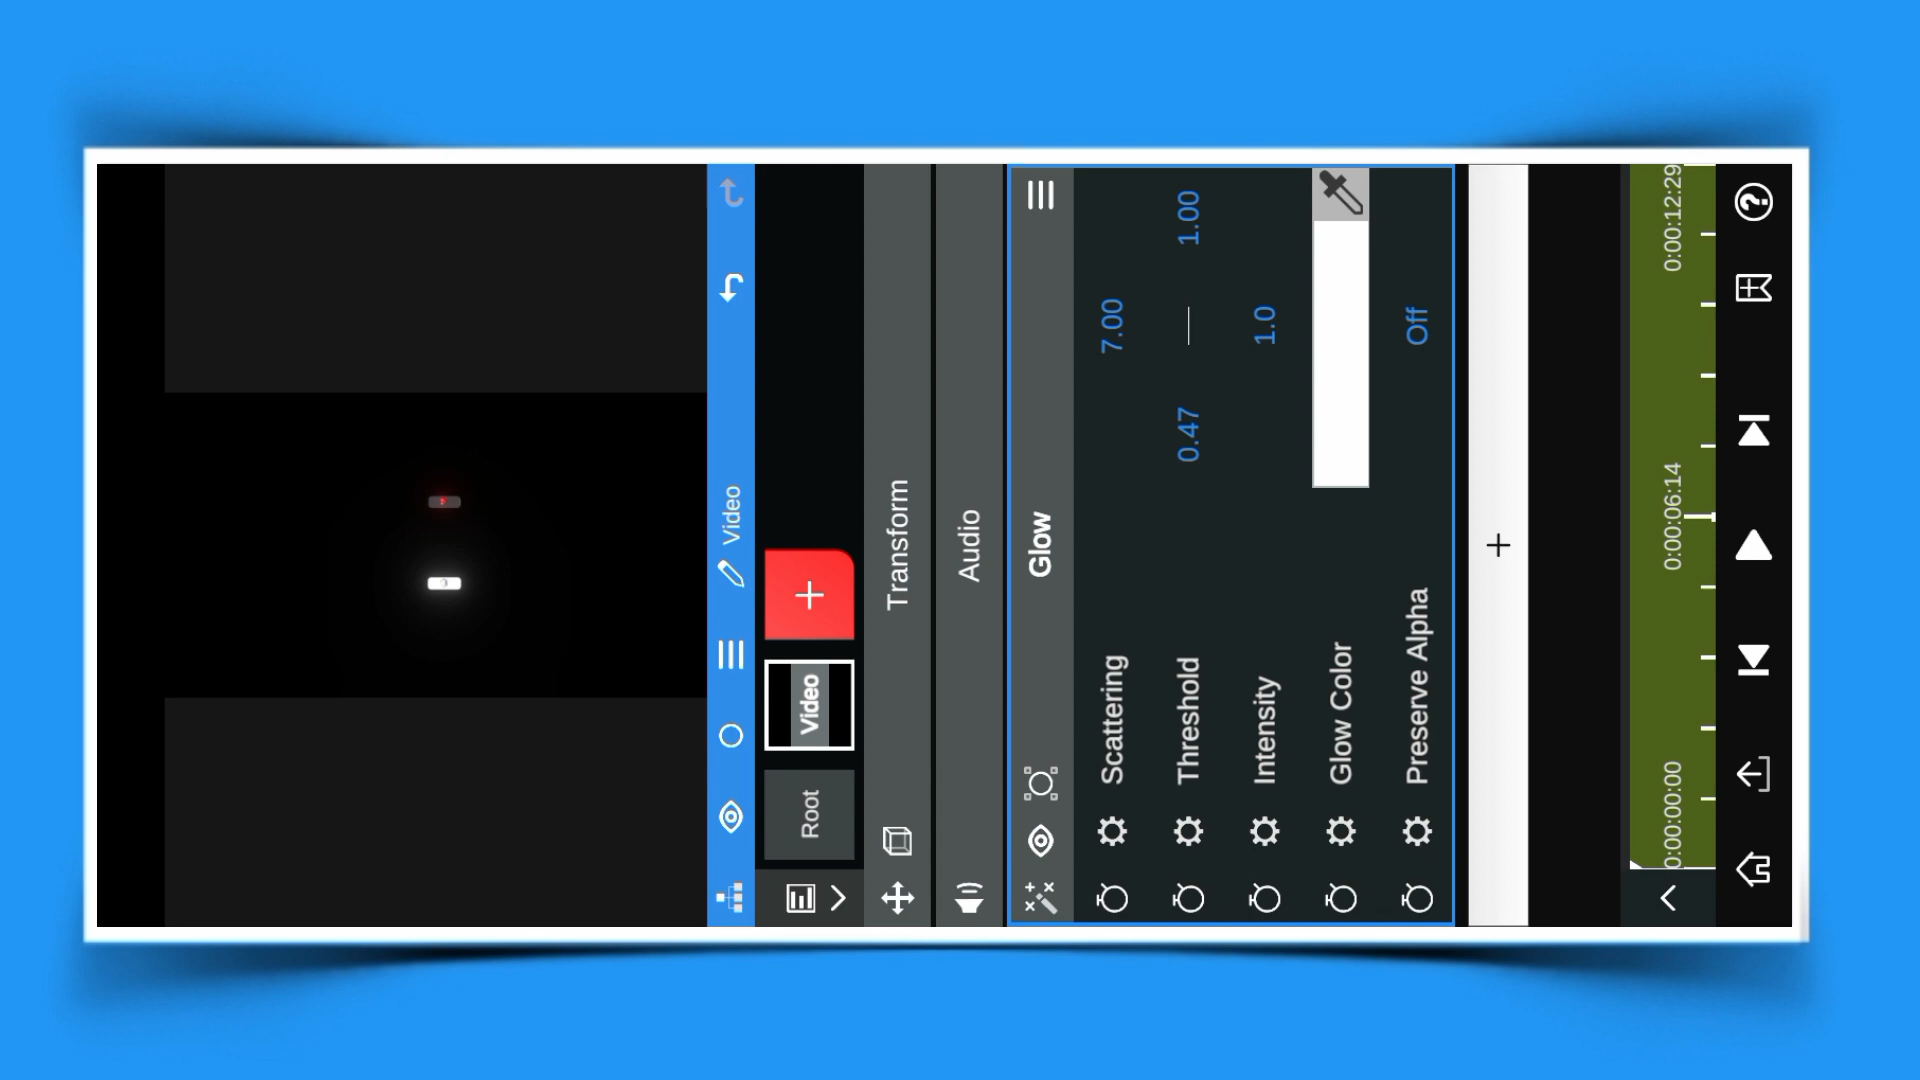 Video
Root
Video
+
Transform
Audio
Glow
Scattering 7.00
Threshold 0.47 — 1.00
Intensity 1.0
Glow Color
Preserve Alpha Off
+
0:00:00:00 0:00:06:14 0:00:12:29
?